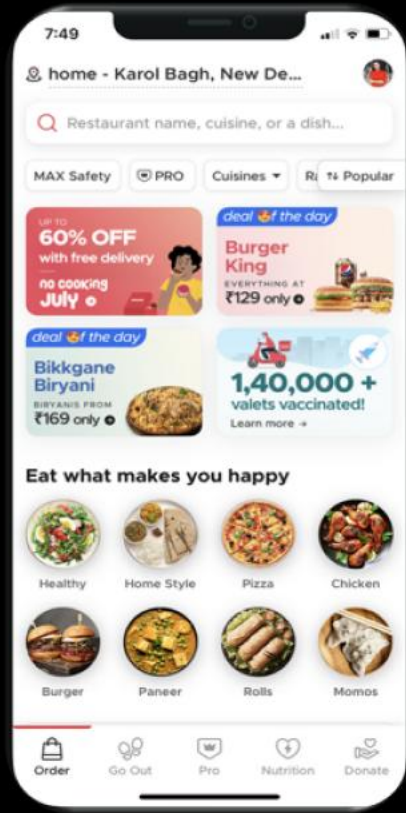 7:49
home - Karol Bagh, New De...
Restaurant name, cuisine, or a dish...
MAX Safety
PRO
Cuisines
Popular
UP TO
60% OFF
with free delivery
no cooking
JULY
deal of the day
Burger
King
EVERYTHING AT
₹129 only
deal of the day
Bikkgane
Biryani
BIRYANIS FROM
₹169 only
1,40,000 +
valets vaccinated!
Learn more →
Eat what makes you happy
Healthy
Home Style
Pizza
Chicken
Burger
Paneer
Rolls
Momos
Order
Go Out
Pro
Nutrition
Donate